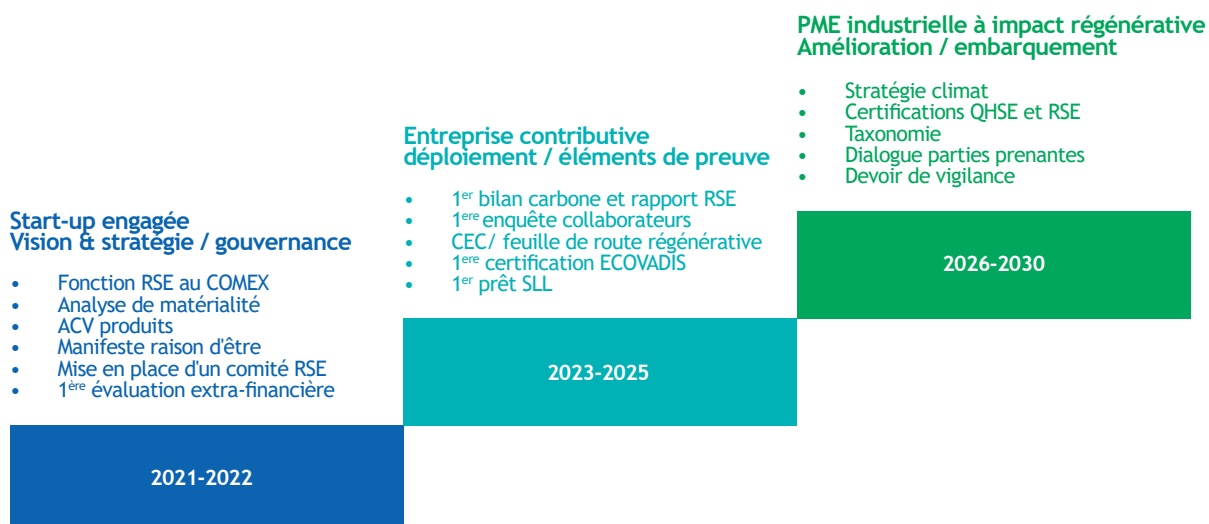 Start-up engagée
Vision & stratégie / gouvernance
• Fonction RSE au COMEX
• Analyse de matérialité
• ACV produits
• Manifeste raison d'être
• Mise en place d'un comité RSE
• 1ère évaluation extra-financière
2021-2022
Entreprise contributive
déploiement / éléments de preuve
• 1er bilan carbone et rapport RSE
• 1ere enquête collaborateurs
• CEC/ feuille de route régénérative
• 1ere certification ECOVADIS
• 1er prêt SLL
2023-2025
PME industrielle à impact régénérative
Amélioration / embarquement
• Stratégie climat
• Certifications QHSE et RSE
• Taxonomie
• Dialogue parties prenantes
• Devoir de vigilance
2026-2030